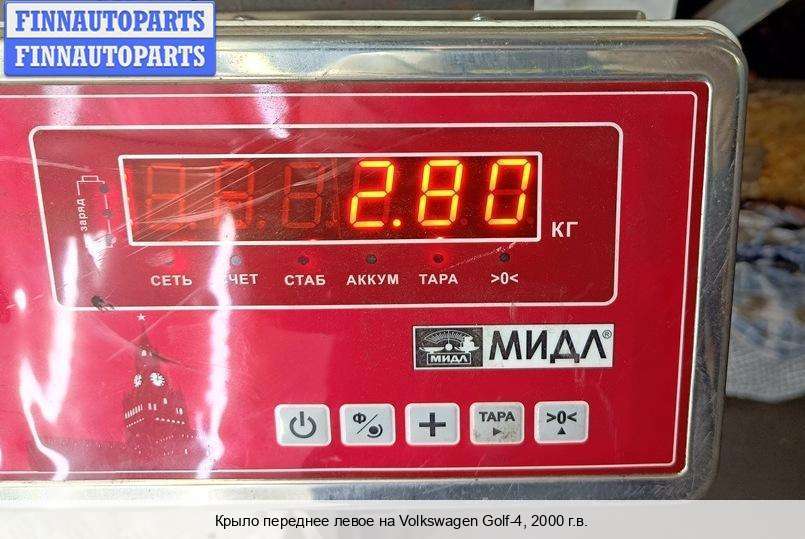 FINNAUTOPARTS
FINNAUTOPARTS
заряд
2.80 КГ
СЕТЬ СЧЕТ СТАБ АККУМ ТАРА >0<
МИДЛ МИДЛ®
Ф/ + ТАРА >0<
Крыло переднее левое на Volkswagen Golf-4, 2000 г.в.